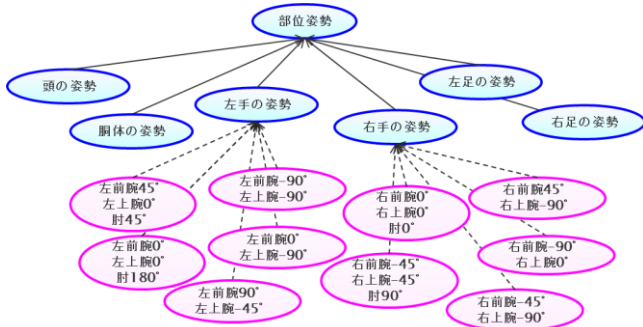 部位姿勢
頭の姿勢
左足の姿勢
左手の姿勢
胴体の姿勢
右手の姿勢
右足の姿勢
左前腕45°
左上腕0°
肘45°
左前腕-90°
左上腕-90°
右前腕0°
右上腕0°
肘0°
右前腕45°
右上腕-90°
左前腕0°
左上腕0°
肘180°
左前腕0°
左上腕-90°
右前腕-45°
右上腕-45°
肘90°
右前腕-90°
右上腕0°
左前腕90°
左上腕-45°
右前腕-45°
右上腕-90°